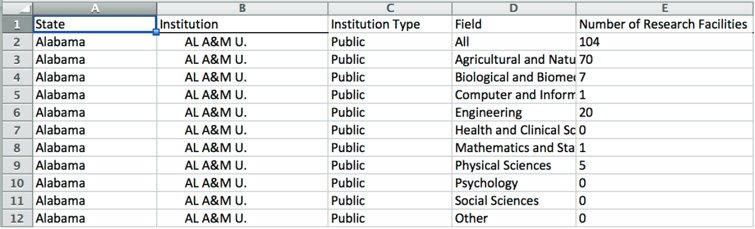 A B C D E
1 State Institution Institution Type Field Number of Research Facilities
2 Alabama AL A&M U. Public All 104
3 Alabama AL A&M U. Public Agricultural and Natu 70
4 Alabama AL A&M U. Public Biological and Biomed 7
5 Alabama AL A&M U. Public Computer and Inform 1
6 Alabama AL A&M U. Public Engineering 20
7 Alabama AL A&M U. Public Health and Clinical Sc 0
8 Alabama AL A&M U. Public Mathematics and Sta 1
9 Alabama AL A&M U. Public Physical Sciences 5
10 Alabama AL A&M U. Public Psychology 0
11 Alabama AL A&M U. Public Social Sciences 0
12 Alabama AL A&M U. Public Other 0